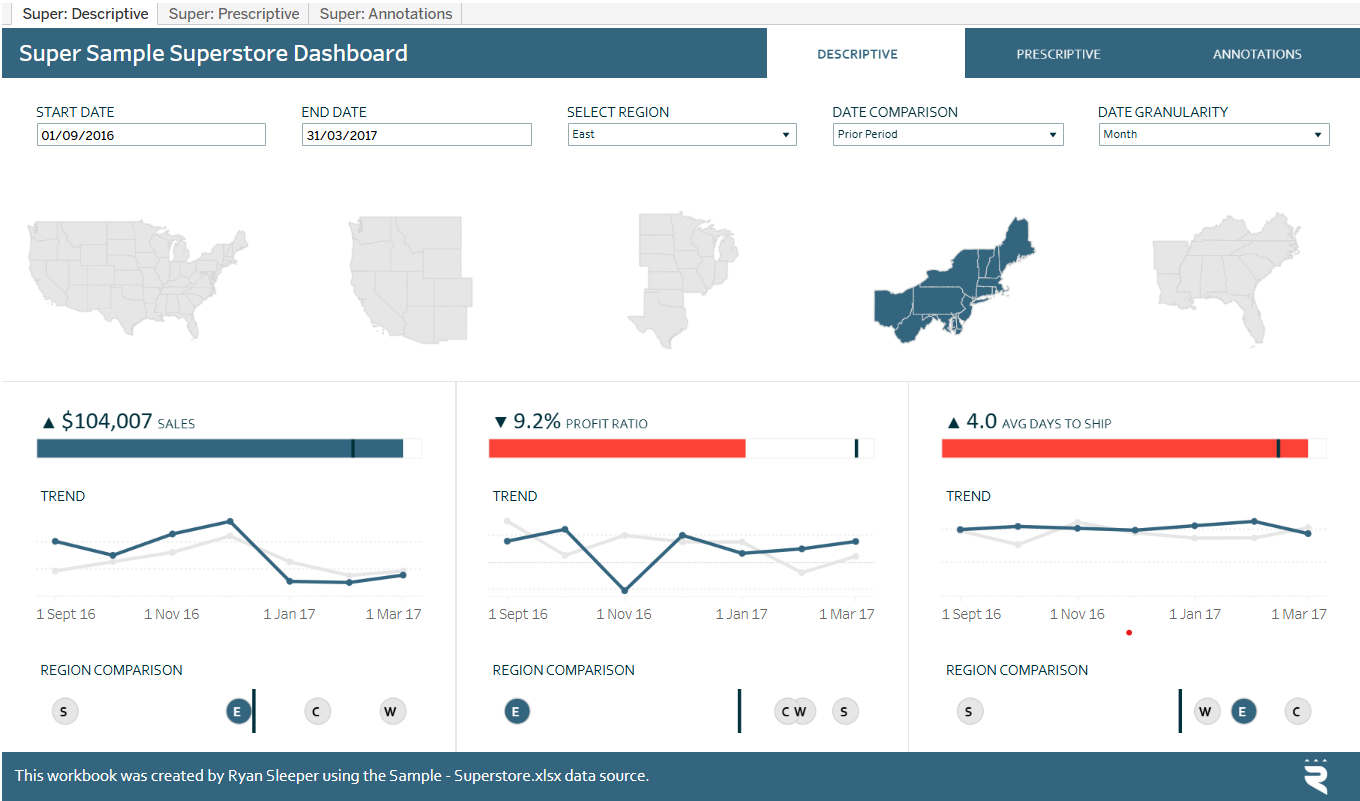 Super: Descriptive Super: Prescriptive Super: Annotations
Super Sample Superstore Dashboard DESCRIPTIVE PRESCRIPTIVE ANNOTATIONS
START DATE END DATE SELECT REGION DATE COMPARISON DATE GRANULARITY
01/09/2016 31/03/2017 East Prior Period Month
▲ $104,007 SALES ▼ 9.2% PROFIT RATIO ▲ 4.0 AVG DAYS TO SHIP
TREND TREND TREND
1 Sept 16 1 Nov 16 1 Jan 17 1 Mar 17 1 Sept 16 1 Nov 16 1 Jan 17 1 Mar 17 1 Sept 16 1 Nov 16 1 Jan 17 1 Mar 17
REGION COMPARISON REGION COMPARISON REGION COMPARISON
S E C W E C W S S W E C
This workbook was created by Ryan Sleeper using the Sample - Superstore.xlsx data source.